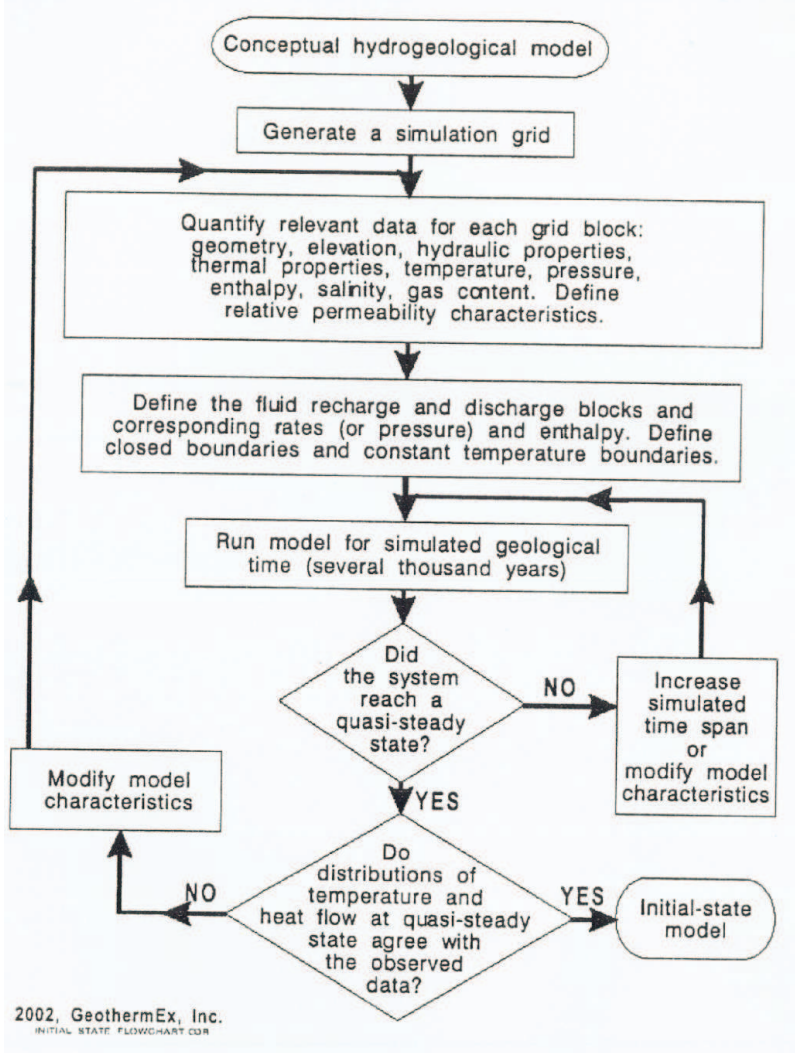 Conceptual hydrogeological model
Generate a simulation grid
Quantify relevant data for each grid block:
geometry, elevation, hydraulic properties,
thermal properties, temperature, pressure,
enthalpy, salinity, gas content. Define
relative permeability characteristics.
Define the fluid recharge and discharge blocks and
corresponding rates (or pressure) and enthalpy. Define
closed boundaries and constant temperature boundaries.
Run model for simulated geological
time (several thousand years)
Did
the system
reach a
quasi-steady
state?
NO
Increase
simulated
time span
or
modify model
characteristics
Modify model
characteristics
YES
Do
distributions of
temperature and
heat flow at quasi-steady
state agree with
the observed
data?
NO
YES
Initial-state
model
2002, GeothermEx, Inc.
INITIAL STATE FLOWCHART CDR